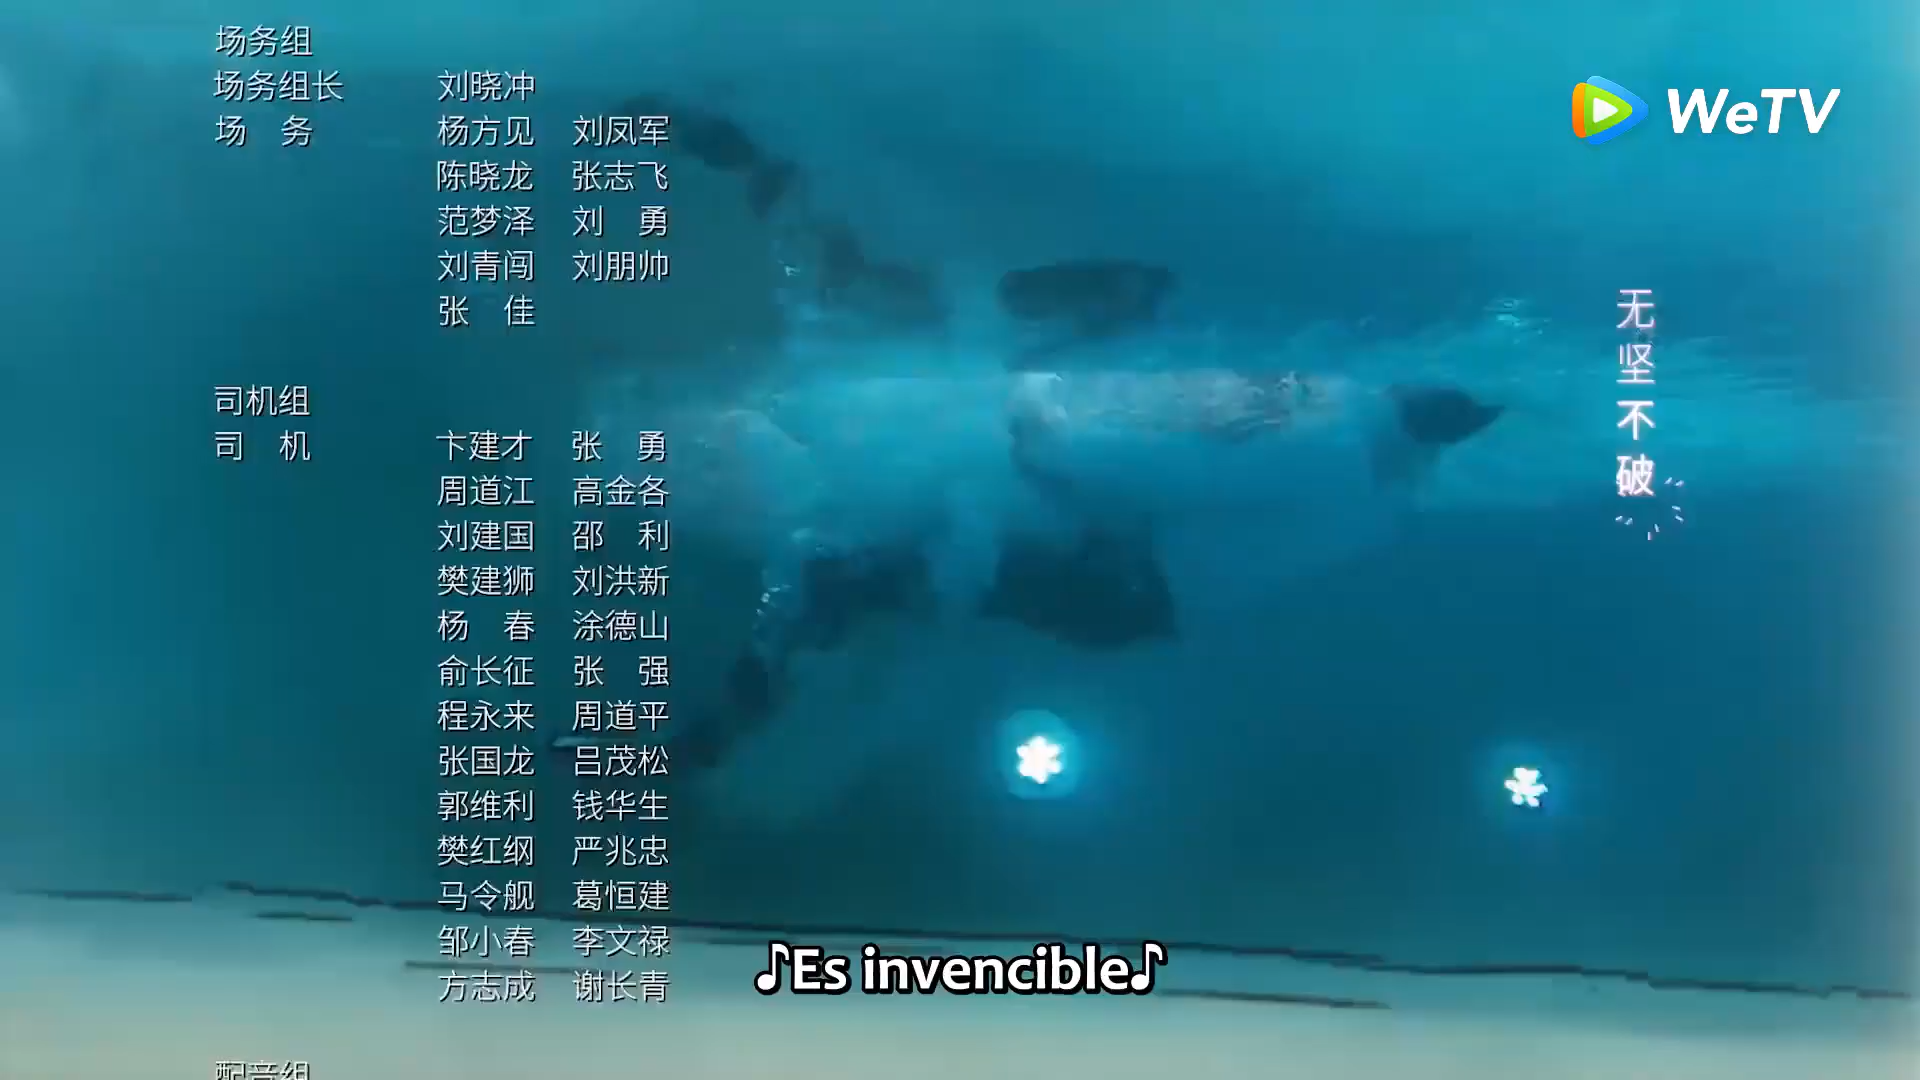 场务组
场务组长 刘晓冲
场 务 杨方见 刘凤军
陈晓龙 张志飞
范梦泽 刘 勇
刘青闯 刘朋帅
张 佳
司机组
司 机 卞建才 张 勇
周道江 高金各
刘建国 邵 利
樊建狮 刘洪新
杨 春 涂德山
俞长征 张 强
程永来 周道平
张国龙 吕茂松
郭维利 钱华生
樊红纲 严兆忠
马令舰 葛恒建
邹小春 李文禄
方志成 谢长青
配音组
WeTV
无坚不破
♪Es invencible♪